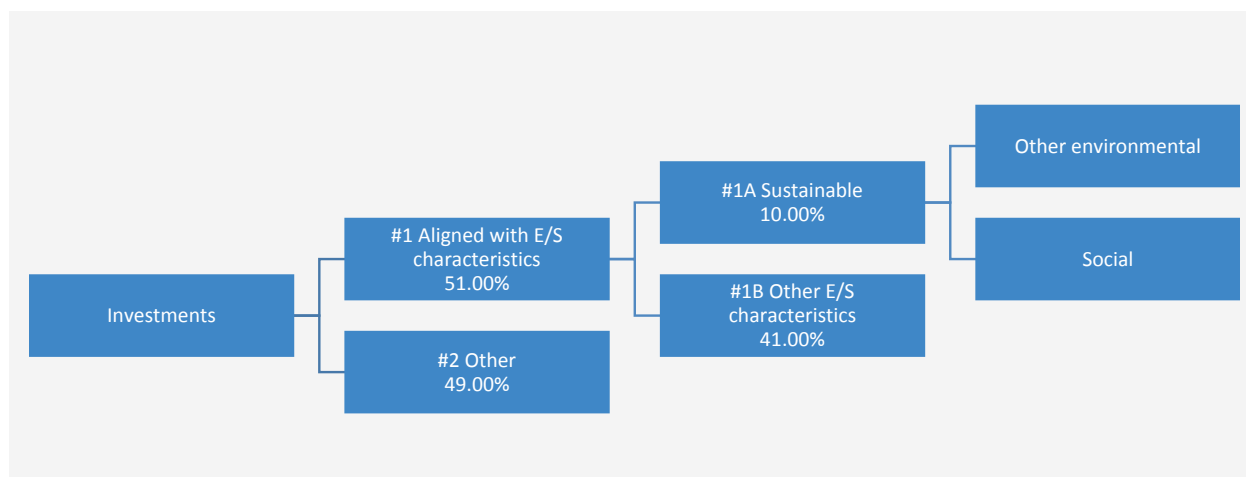 Investments
#1 Aligned with E/S
characteristics
51.00%
#2 Other
49.00%
#1A Sustainable
10.00%
#1B Other E/S
characteristics
41.00%
Other environmental
Social